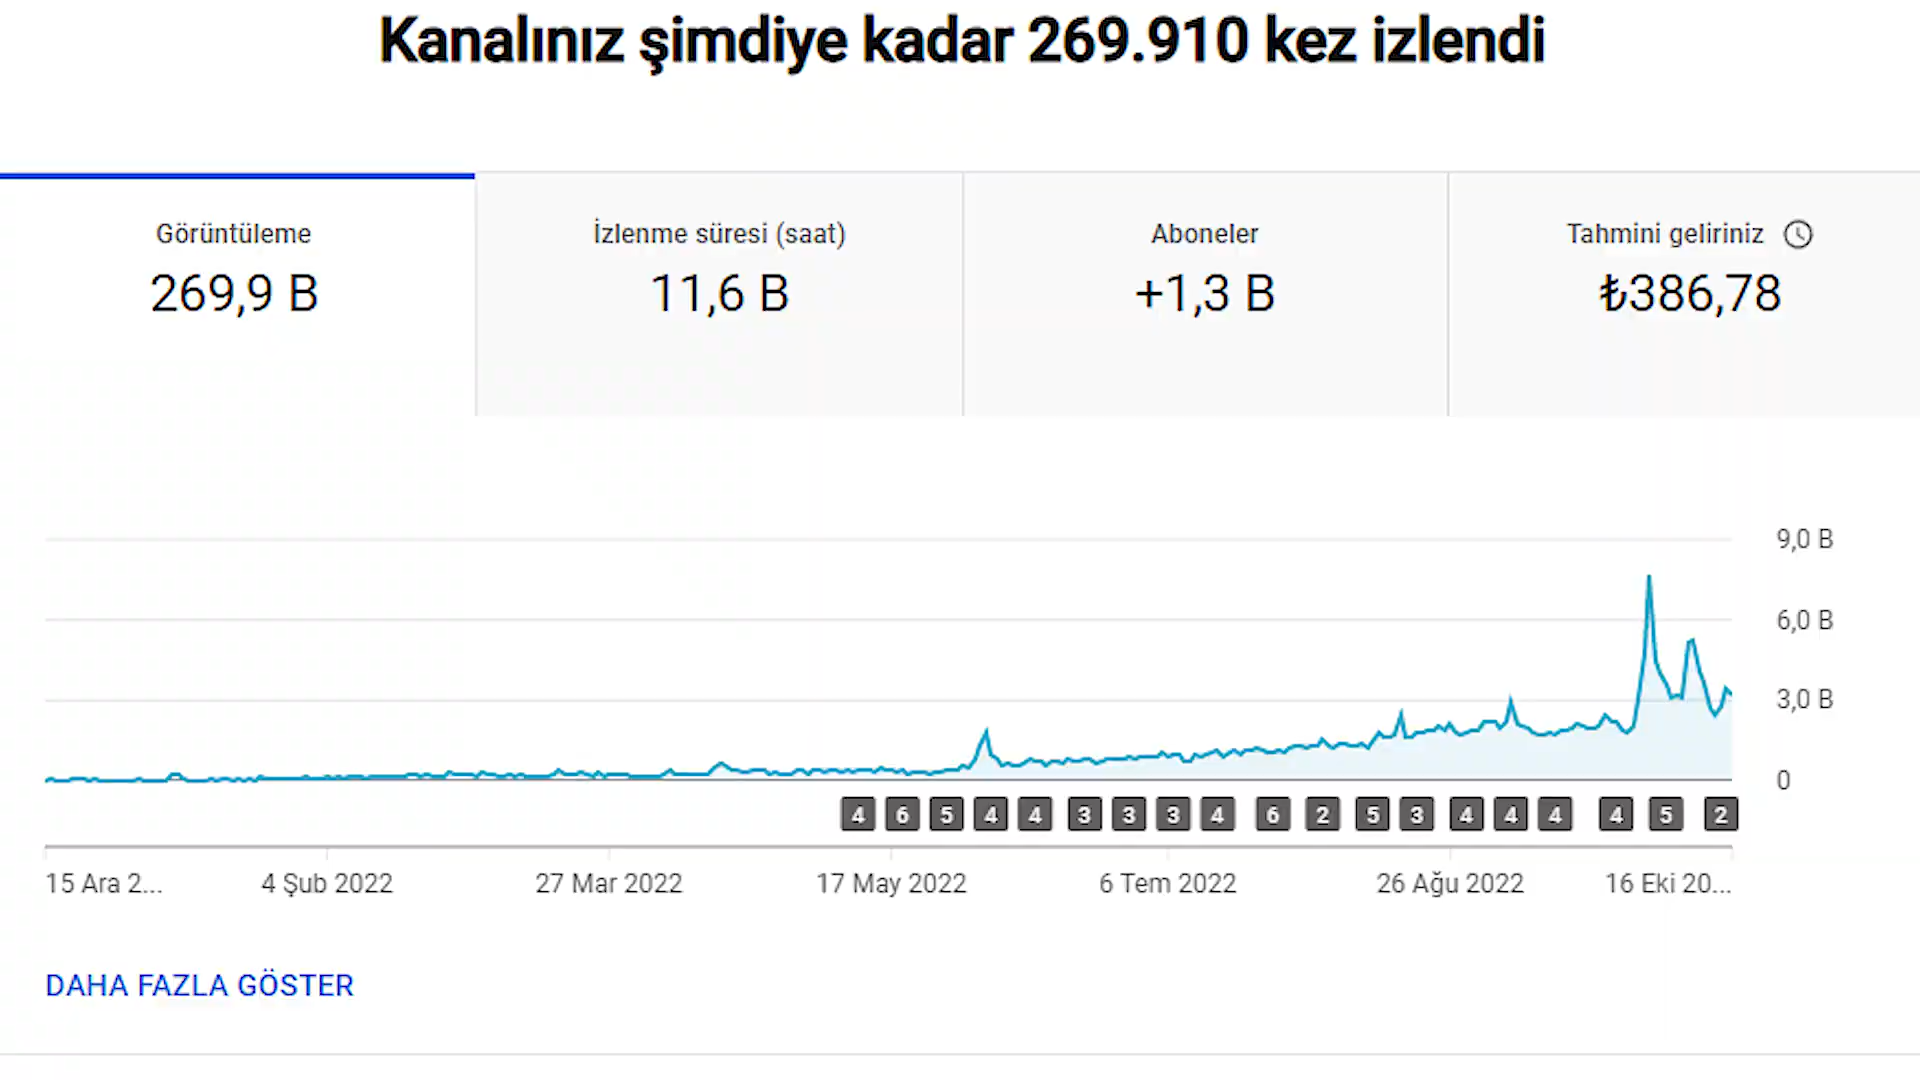 Kanalınız şimdiye kadar 269.910 kez izlendi
Görüntüleme
269,9 B
İzlenme süresi (saat)
11,6 B
Aboneler
+1,3 B
Tahmini geliriniz
₺386,78
9,0 B
6,0 B
3,0 B
0
4 6 5 4 4 3 3 3 4 6 2 5 3 4 4 4 4 5 2
15 Ara 2... 4 Şub 2022 27 Mar 2022 17 May 2022 6 Tem 2022 26 Ağu 2022 16 Eki 20...
DAHA FAZLA GÖSTER